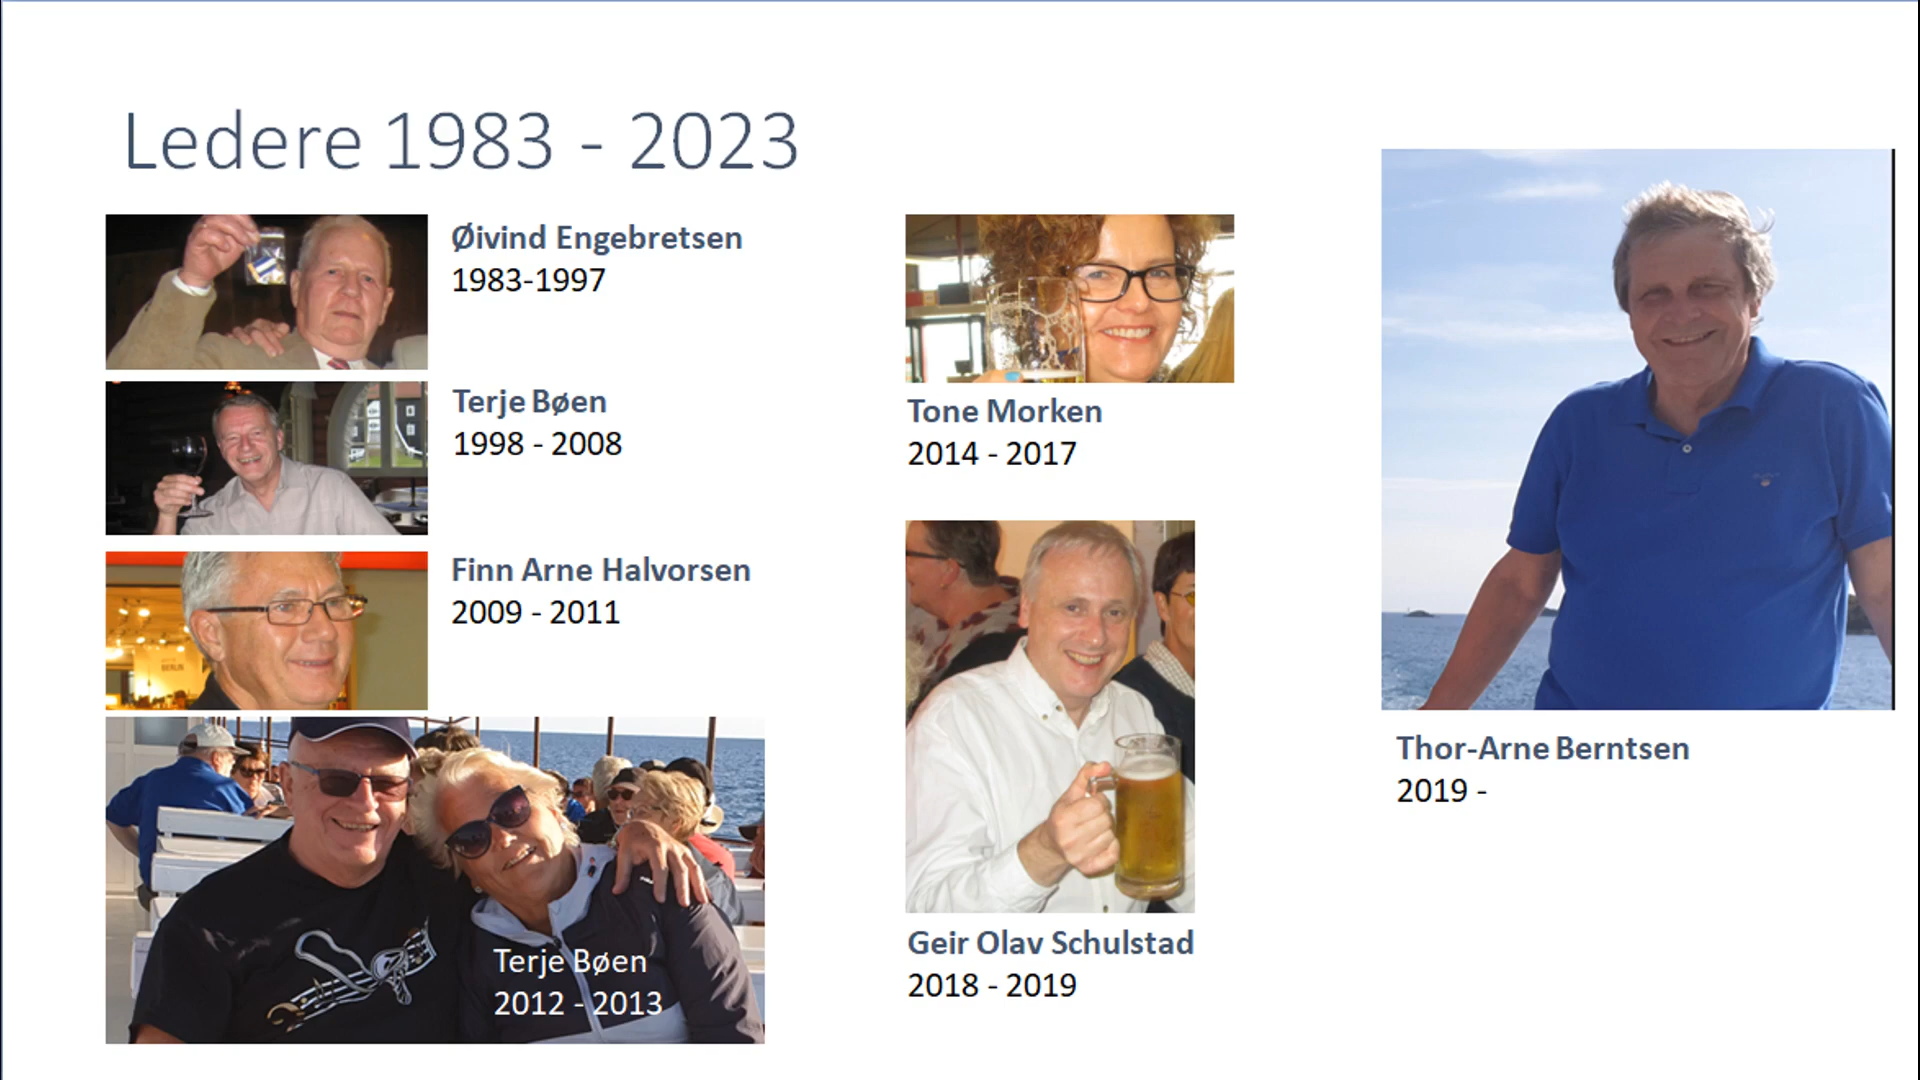 Ledere 1983 - 2023
Øivind Engebretsen
1983-1997
Terje Bøen
1998 - 2008
Finn Arne Halvorsen
2009 - 2011
BERLIN
Terje Bøen
2012 - 2013
Tone Morken
2014 - 2017
Geir Olav Schulstad
2018 - 2019
Thor-Arne Berntsen
2019 -